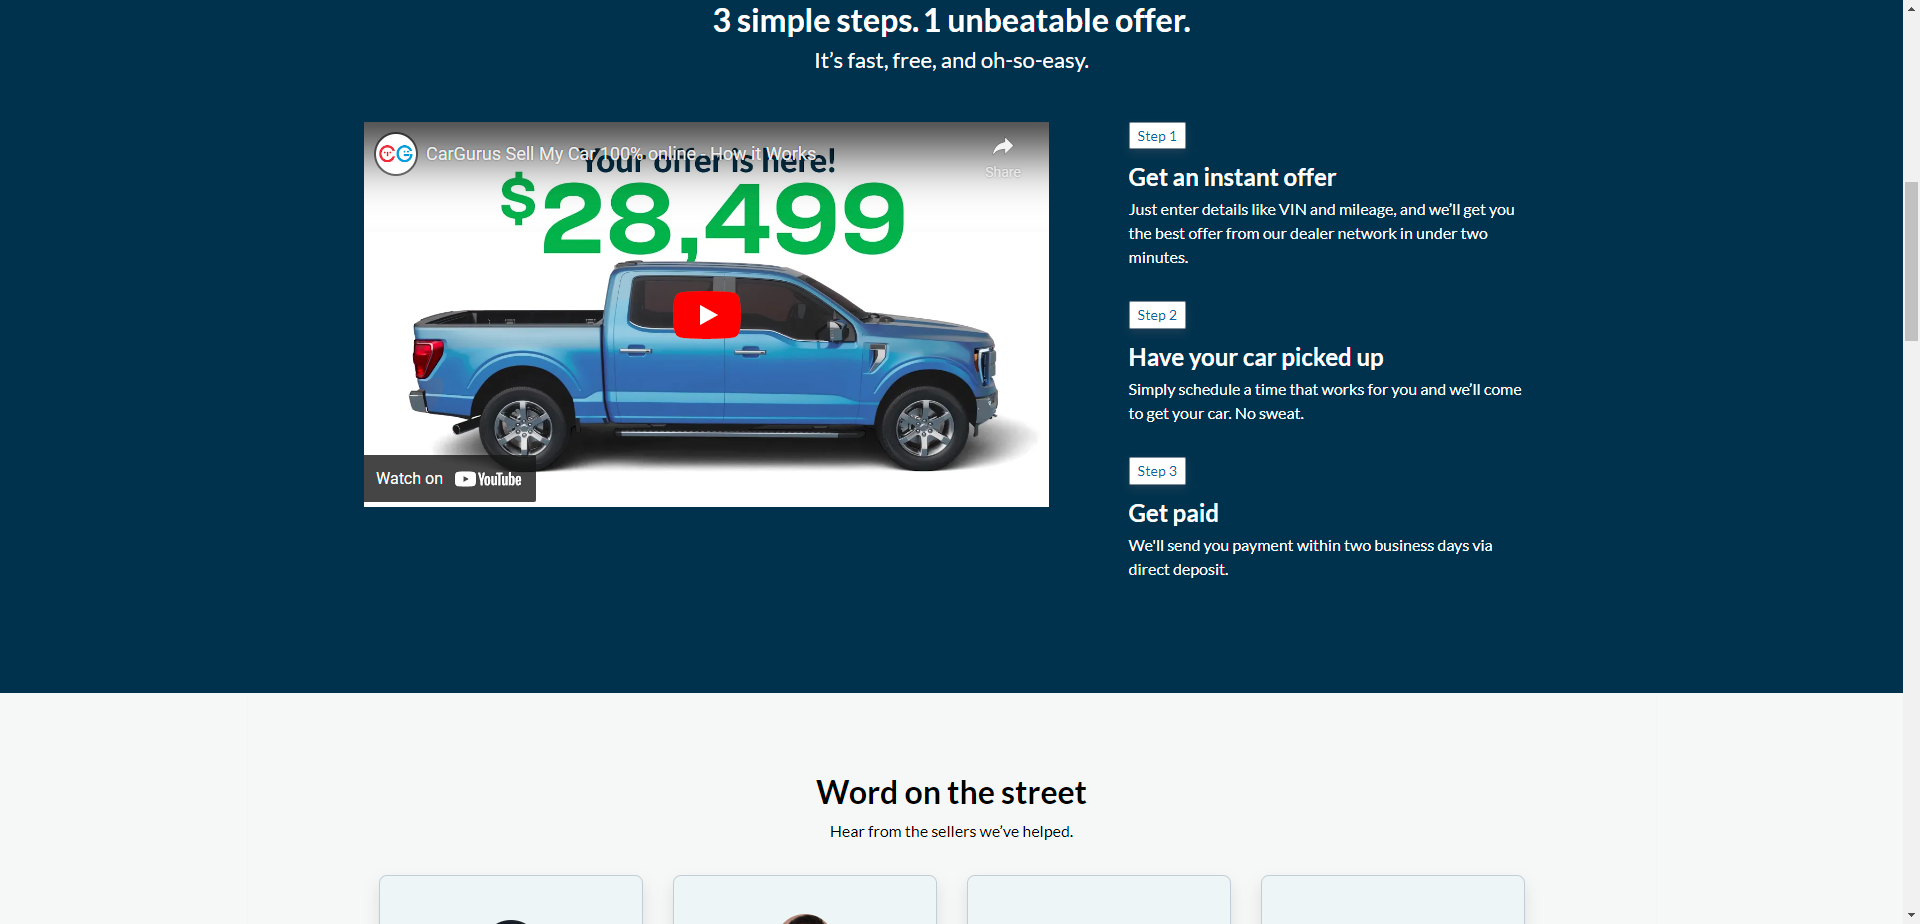 3 simple steps. 1 unbeatable offer.
It’s fast, free, and oh-so-easy.
CG
CarGurus Sell My Car 100% online - How it Works
Your offer is here!
Share
$28,499
Watch on YouTube
Step 1
Get an instant offer
Just enter details like VIN and mileage, and we’ll get you
the best offer from our dealer network in under two
minutes.
Step 2
Have your car picked up
Simply schedule a time that works for you and we’ll come
to get your car. No sweat.
Step 3
Get paid
We'll send you payment within two business days via
direct deposit.
Word on the street
Hear from the sellers we’ve helped.